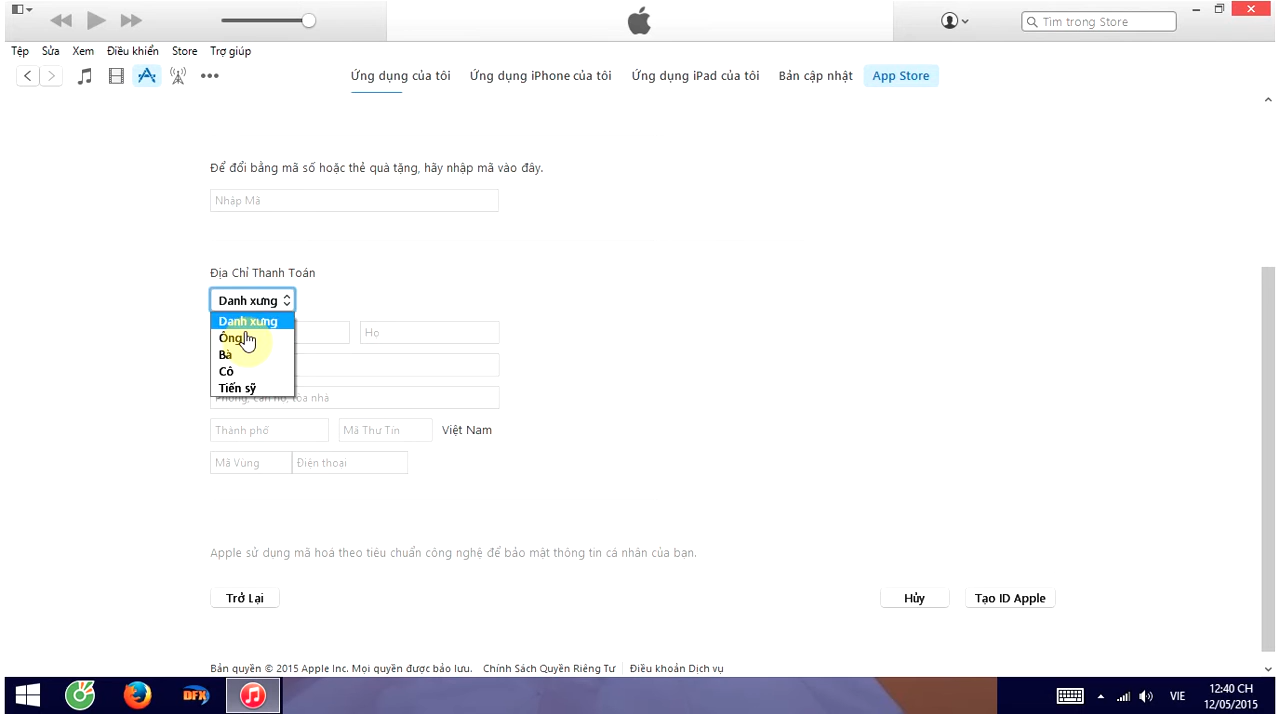 Tìm trong Store
Tệp Sửa Xem Điều khiển Store Trợ giúp
Ứng dụng của tôi Ứng dụng iPhone của tôi Ứng dụng iPad của tôi Bản cập nhật App Store
Để đổi bằng mã số hoặc thẻ quà tặng, hãy nhập mã vào đây.
Nhập Mã
Địa Chỉ Thanh Toán
Danh xưng
Danh xưng
Ông
Họ
Bà
Cô
Tiến sỹ
Phòng, căn hộ, tòa nhà
Thành phố Mã Thư Tín Việt Nam
Mã Vùng Điện thoại
Apple sử dụng mã hoá theo tiêu chuẩn công nghệ để bảo mật thông tin cá nhân của bạn.
Trở Lại Hủy Tạo ID Apple
Bản quyền © 2015 Apple Inc. Mọi quyền được bảo lưu. Chính Sách Quyền Riêng Tư Điều khoản Dịch vụ
DFX VIE 12:40 CH
12/05/2015